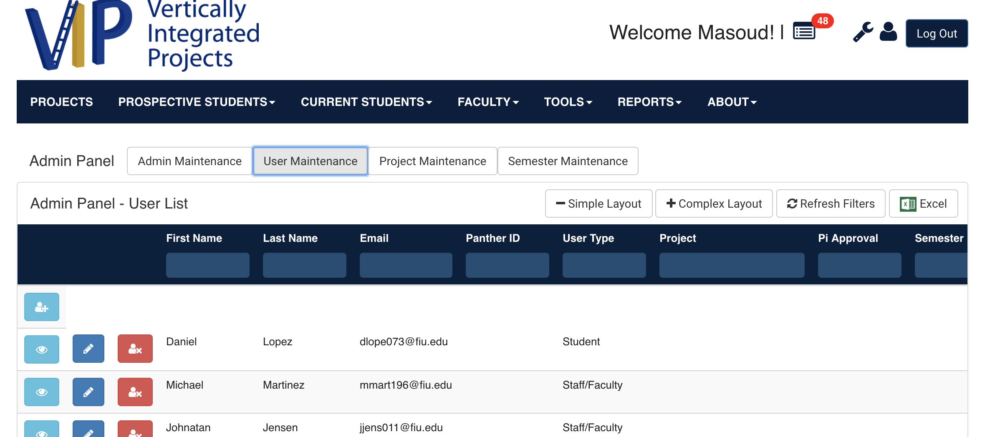 VIP
Vertically
Integrated
Projects
Welcome Masoud! |
48
Log Out
PROJECTS PROSPECTIVE STUDENTS CURRENT STUDENTS FACULTY TOOLS REPORTS ABOUT
Admin Panel Admin Maintenance User Maintenance Project Maintenance Semester Maintenance
Admin Panel - User List Simple Layout Complex Layout Refresh Filters Excel
First Name Last Name Email Panther ID User Type Project Pi Approval Semester
Daniel Lopez dlope073@fiu.edu Student
Michael Martinez mmart196@fiu.edu Staff/Faculty
Johnatan Jensen jjens011@fiu.edu Staff/Faculty